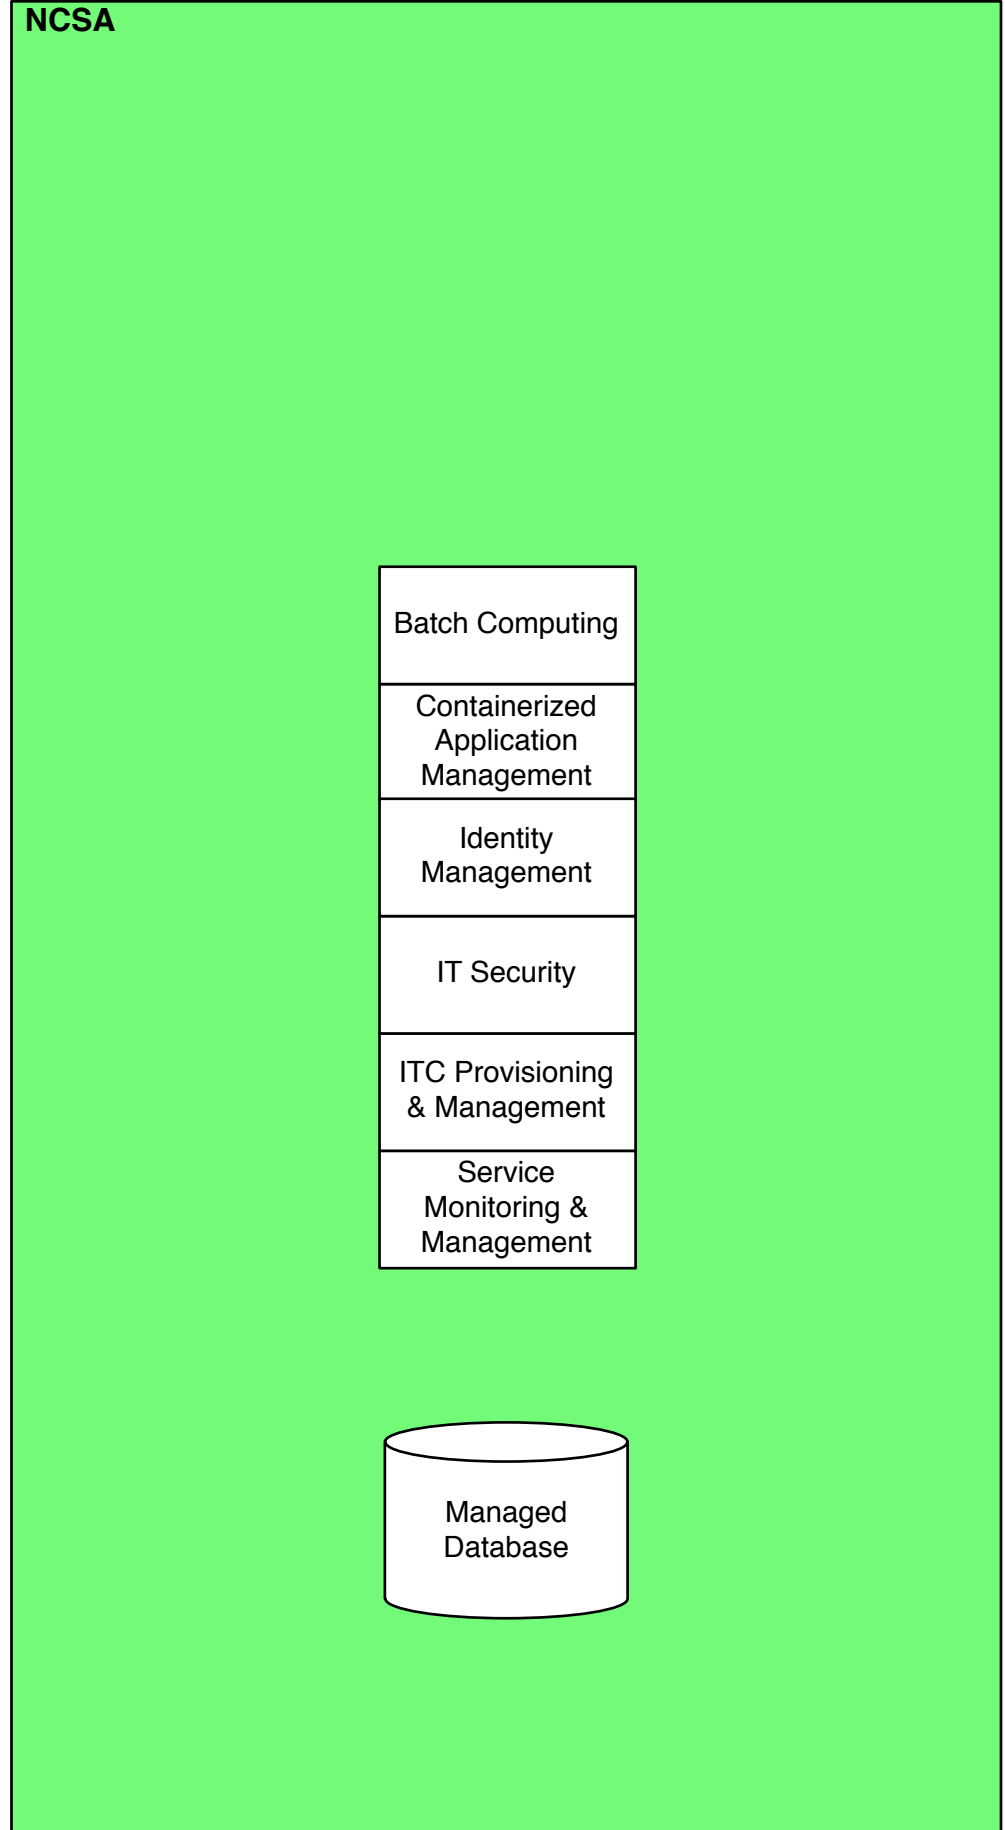 NCSA
Batch Computing
Containerized
Application
Management
Identity
Management
IT Security
ITC Provisioning
& Management
Service
Monitoring &
Management
Managed
Database